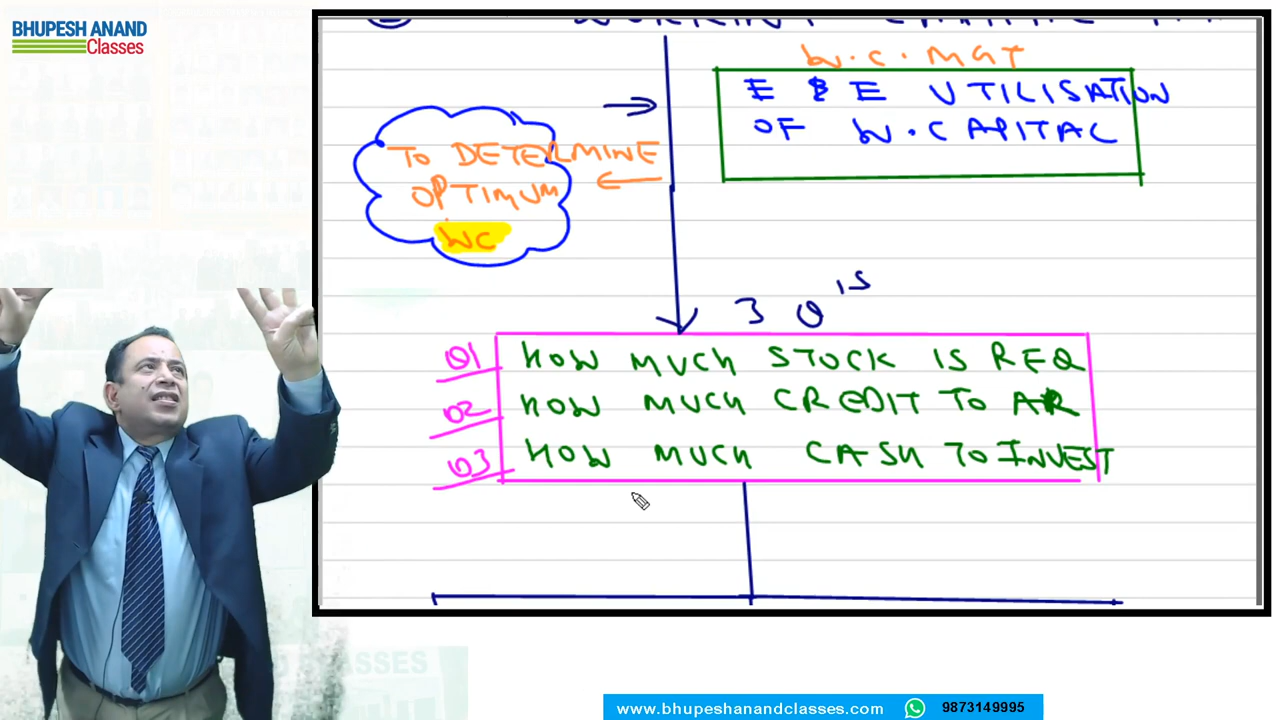 BHUPESH ANAND
Classes
W.C. MGT
E & E UTILISATION
OF W.CAPITAL
TO DETERMINE
OPTIMUM
WC
3 Q's
Q1 HOW MUCH STOCK IS REQ
Q2 HOW MUCH CREDIT TO AR
Q3 HOW MUCH CASH TO INVEST
www.bhupeshanandclasses.com 9873149995